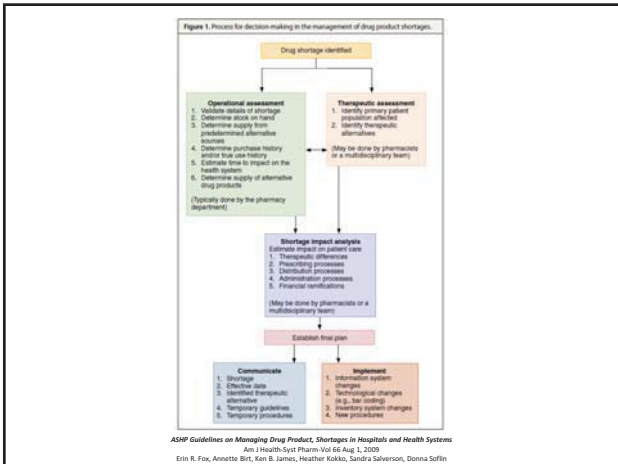 Figure 1. Process for decision-making in the management of drug product shortages.
Drug shortage identified
Operational assessment
1. Validate details of shortage
2. Determine stock on hand
3. Determine supply from
predetermined alternative
sources
4. Determine purchase history
and/or true use history
5. Estimate time to impact on the
health system
6. Determine supply of alternative
drug products
(Typically done by the pharmacy
department)
Therapeutic assessment
1. Identify primary patient
population affected
2. Identify therapeutic
alternatives
(May be done by pharmacists
or a multidisciplinary team)
Shortage impact analysis
Estimate impact on patient care
1. Therapeutic differences
2. Prescribing processes
3. Distribution processes
4. Administration processes
5. Financial ramifications
(May be done by pharmacists or a
multidisciplinary team)
Establish final plan
Communicate
1. Shortage
2. Effective date
3. Identified therapeutic
alternative
4. Temporary guidelines
5. Temporary procedures
Implement
1. Information system
changes
2. Technological changes
(e.g., bar coding)
3. Inventory system changes
4. New procedures
ASHP Guidelines on Managing Drug Product, Shortages in Hospitals and Health Systems
Am J Health-Syst Pharm-Vol 66 Aug 1, 2009
Erin R. Fox, Annette Birt, Ken B. James, Heather Kokko, Sandra Salverson, Donna Soflin